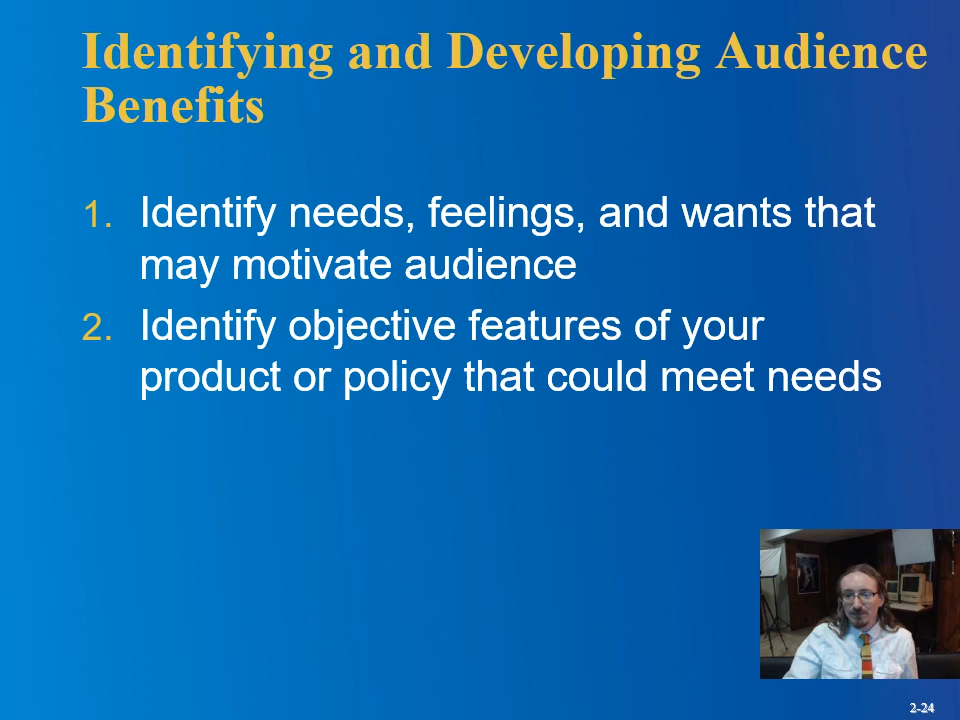 Identifying and Developing Audience
Benefits
1. Identify needs, feelings, and wants that
may motivate audience
2. Identify objective features of your
product or policy that could meet needs
2-24